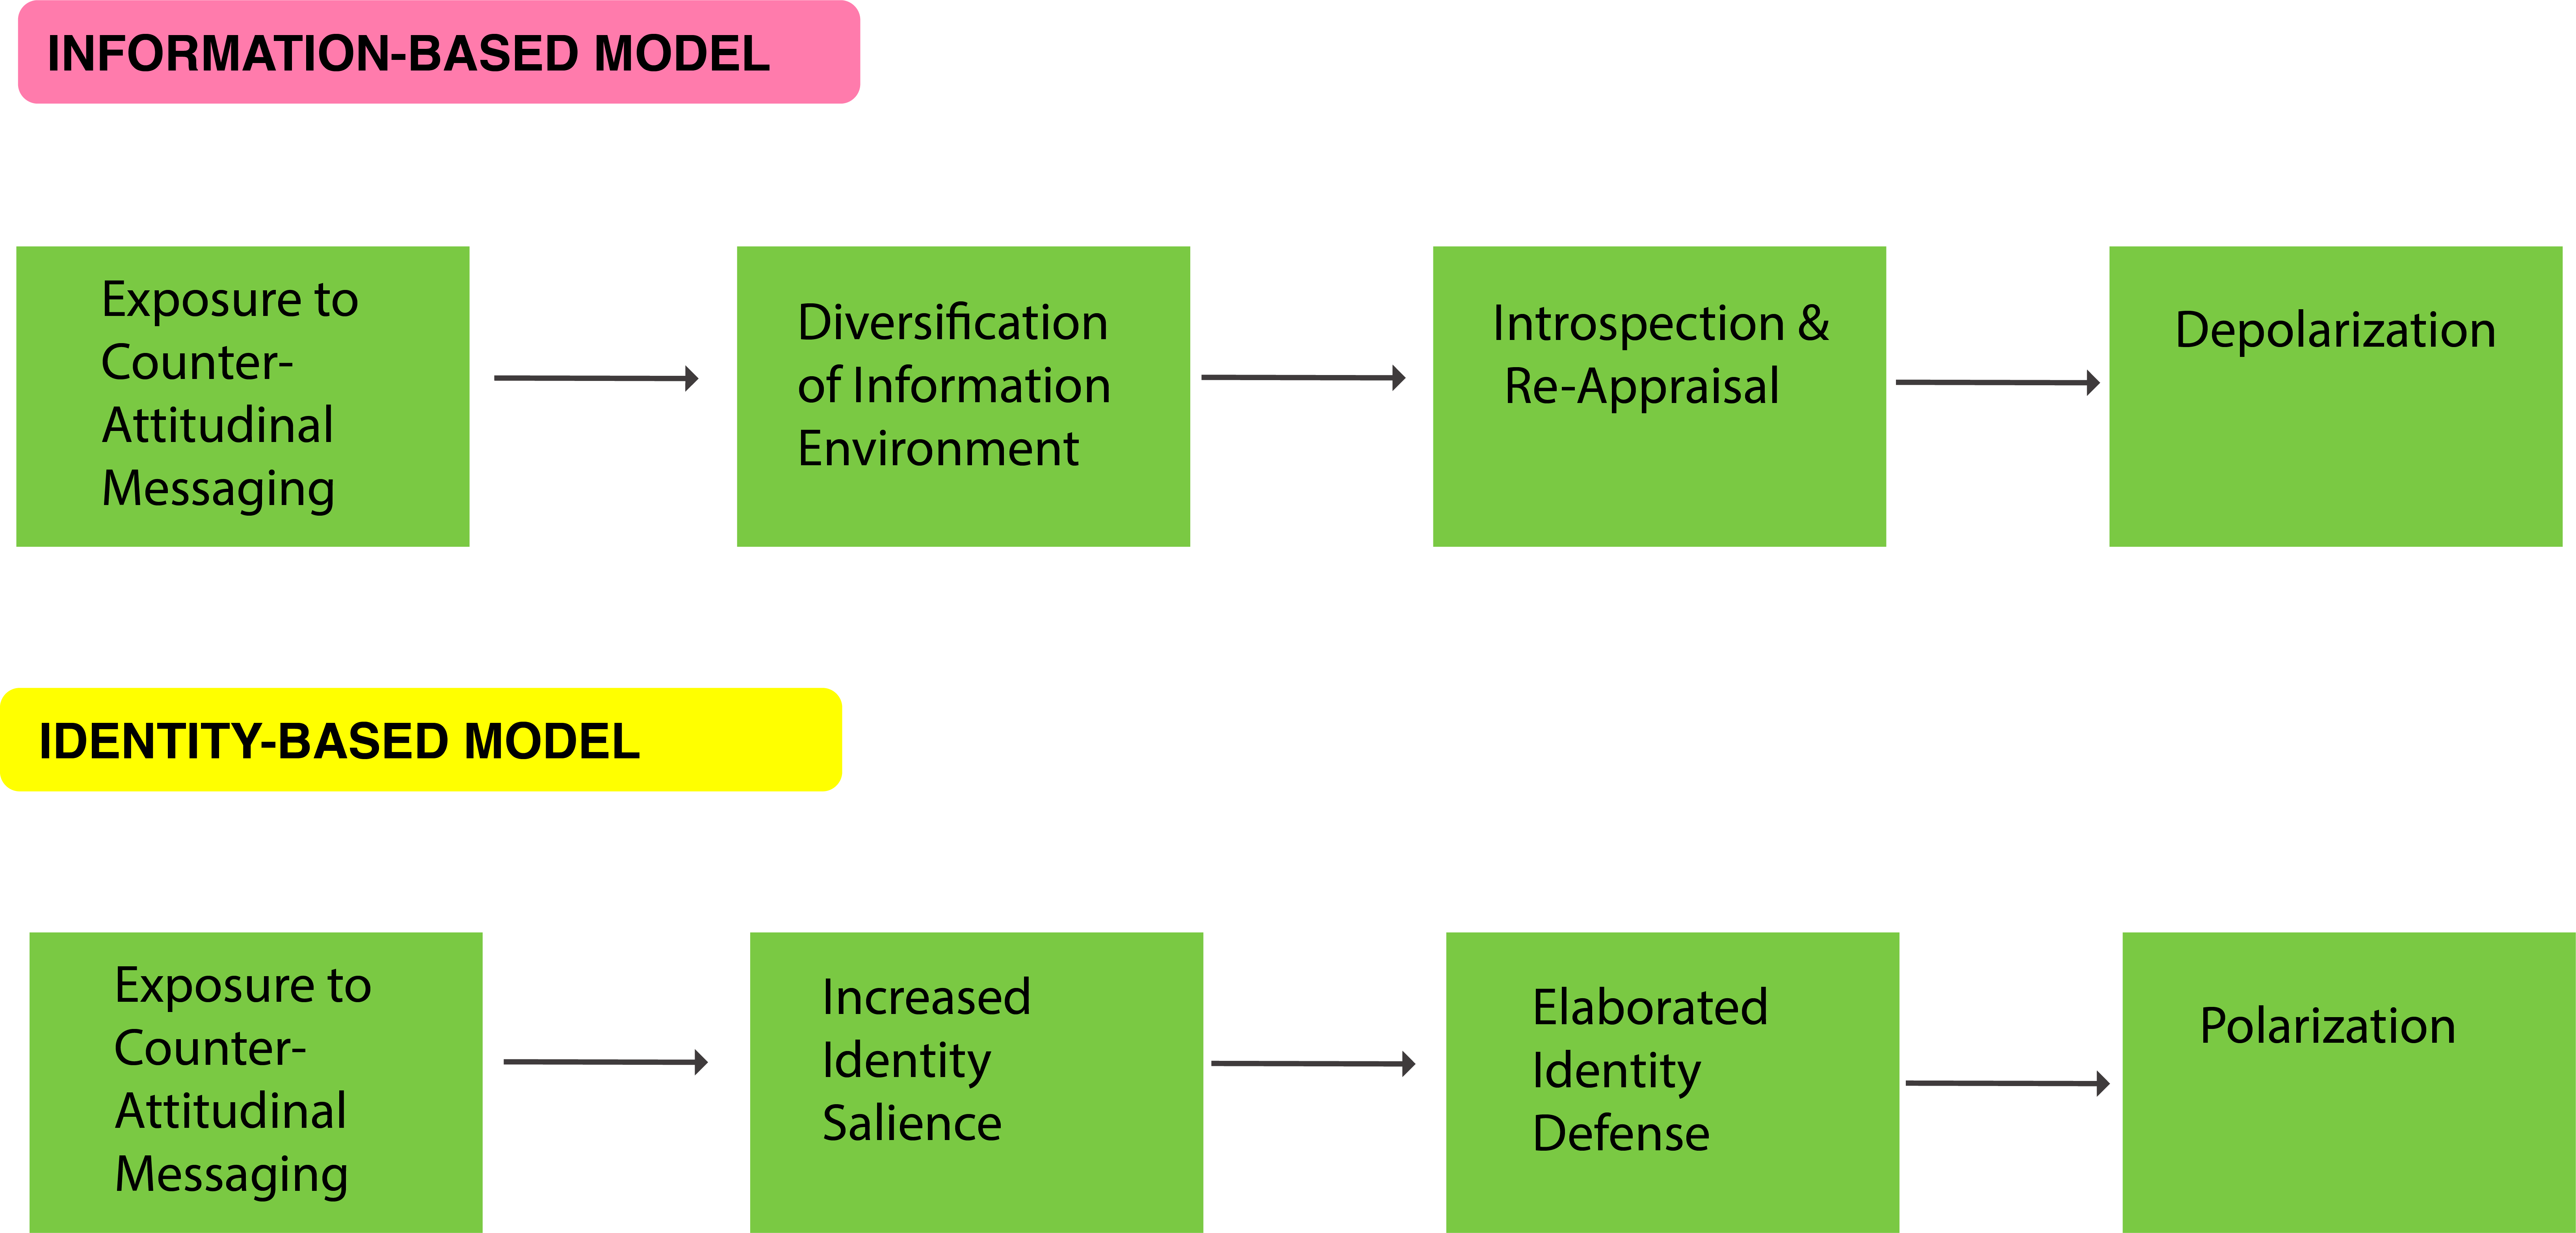 INFORMATION-BASED MODEL
Exposure to
Counter-
Attitudinal
Messaging
Diversification
of Information
Environment
Introspection &
Re-Appraisal
Depolarization
IDENTITY-BASED MODEL
Exposure to
Counter-
Attitudinal
Messaging
Increased
Identity
Salience
Elaborated
Identity
Defense
Polarization